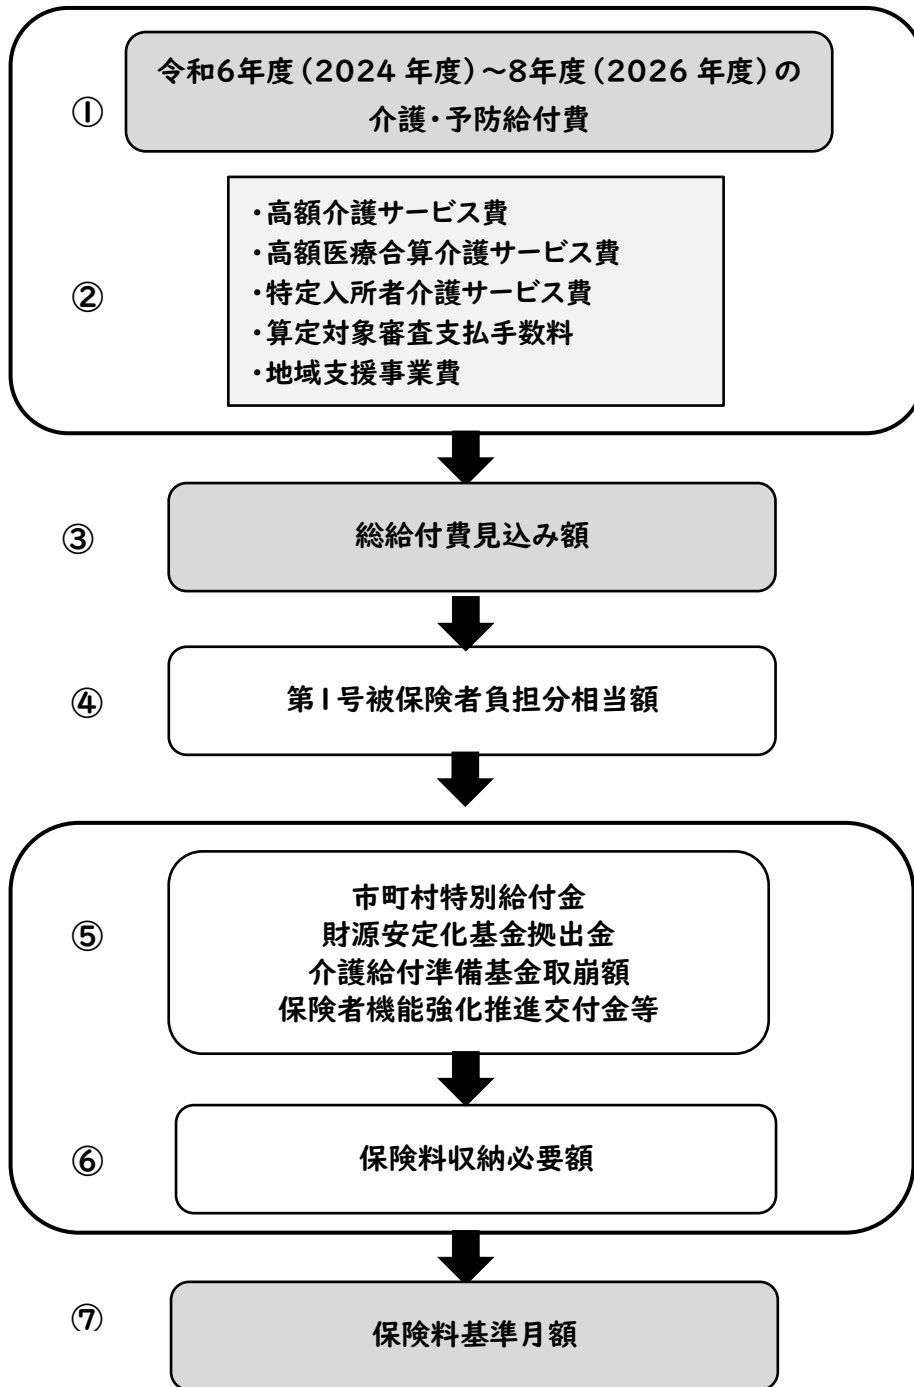 令和6年度(2024 年度)~8年度(2026 年度)の
介護・予防給付費
①
・高額介護サービス費
・高額医療合算介護サービス費
・特定入所者介護サービス費
・算定対象審査支払手数料
・地域支援事業費
②
③
総給付費見込み額
④
第1号被保険者負担分相当額
⑤
市町村特別給付金
財源安定化基金拠出金
介護給付準備基金取崩額
保険者機能強化推進交付金等
⑥
保険料収納必要額
⑦
保険料基準月額